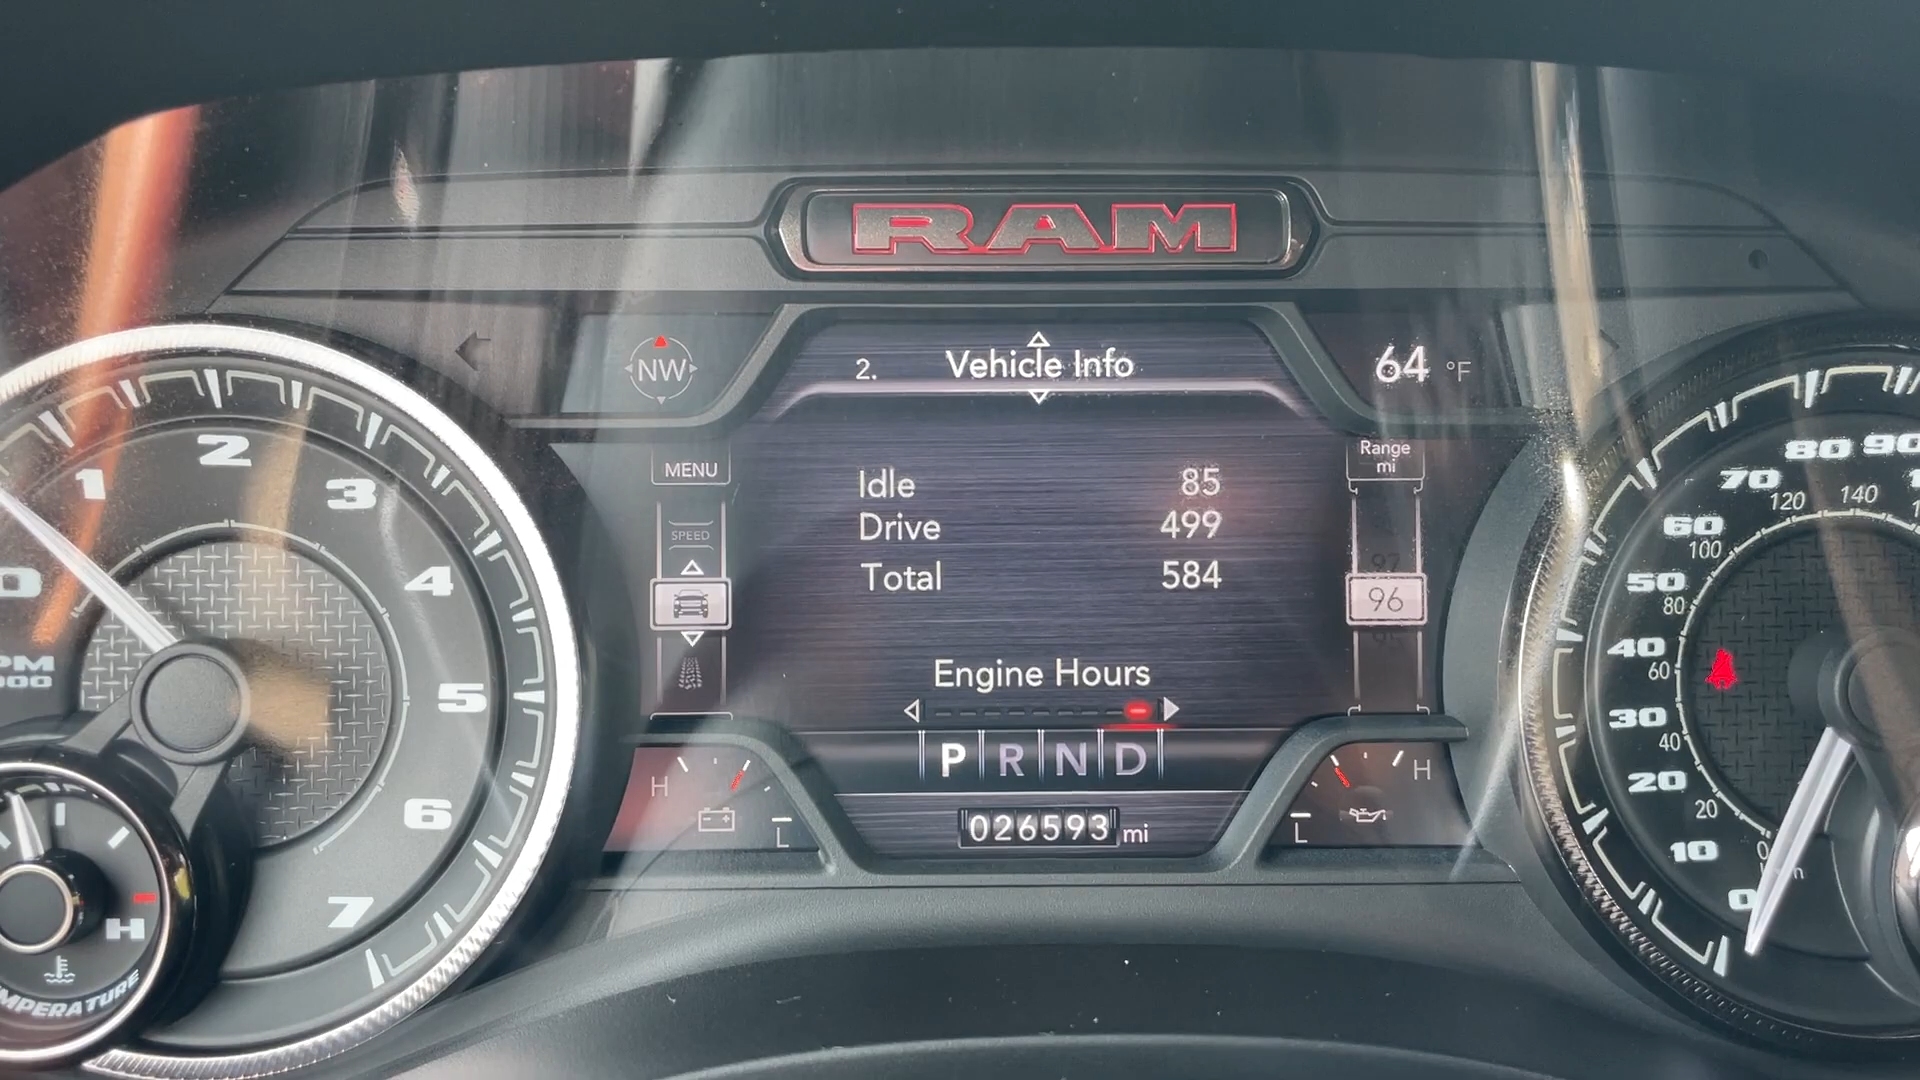 RAM
NW
2. Vehicle Info
64 °F
MENU
SPEED
Idle 85
Drive 499
Total 584
Engine Hours
Range
mi
97
96
P R N D
026593 mi
H
L
H
L
1
2
3
4
5
6
7
H
0
10
20
30
40
50
60
70
80
90
0
20
40
60
80
100
120
140